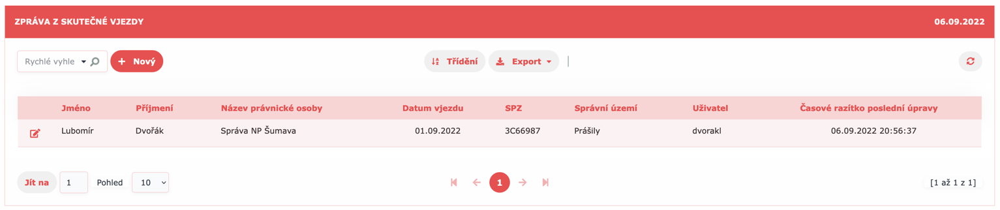 ZPRÁVA Z SKUTEČNÉ VJEZDY 06.09.2022
Rychlé vyhle Nový Třídění Export
Jméno Příjmení Název právnické osoby Datum vjezdu SPZ Správní území Uživatel Časové razítko poslední úpravy
Lubomír Dvořák Správa NP Šumava 01.09.2022 3C66987 Prášily dvorakl 06.09.2022 20:56:37
Jít na 1 Pohled 10 1 [1 až 1 z 1]